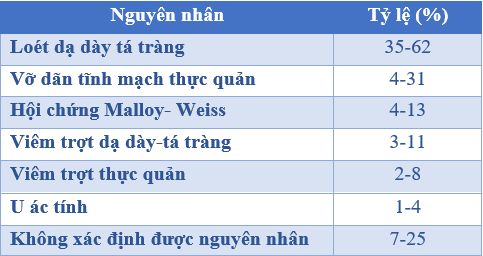 Nguyên nhân Tỷ lệ (%)
Loét dạ dày tá tràng 35-62
Vỡ dãn tĩnh mạch thực quản 4-31
Hội chứng Malloy- Weiss 4-13
Viêm trợt dạ dày-tá tràng 3-11
Viêm trợt thực quản 2-8
U ác tính 1-4
Không xác định được nguyên nhân 7-25